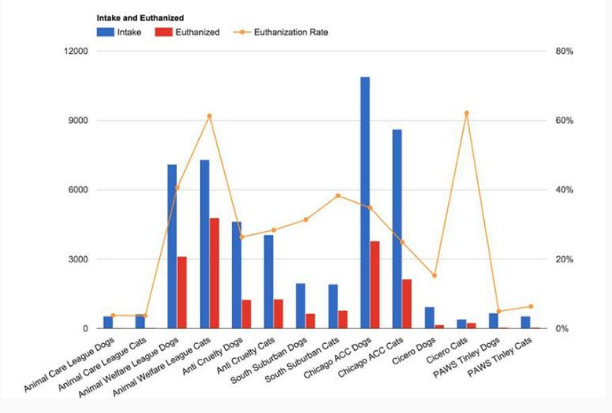 Intake and Euthanized
Intake Euthanized Euthanization Rate
12000 80%
9000 60%
6000 40%
3000 20%
0 0%
Animal Care League Dogs
Animal Care League Cats
Animal Welfare League Dogs
Animal Welfare League Cats
Anti Cruelty Dogs
Anti Cruelty Cats
South Suburban Dogs
South Suburban Cats
Chicago ACC Dogs
Chicago ACC Cats
Cicero Dogs
Cicero Cats
PAWS Tinley Dogs
PAWS Tinley Cats